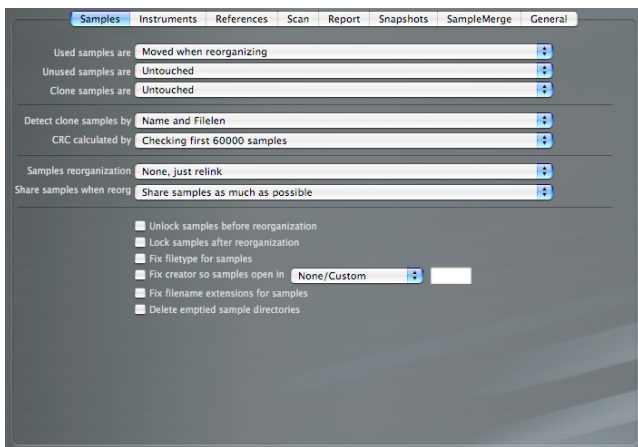 Samples Instruments References Scan Report Snapshots SampleMerge General
Used samples are Moved when reorganizing
Unused samples are Untouched
Clone samples are Untouched
Detect clone samples by Name and Filelen
CRC calculated by Checking first 60000 samples
Samples reorganization None, just relink
Share samples when reorg Share samples as much as possible
Unlock samples before reorganization
Lock samples after reorganization
Fix filetype for samples
Fix creator so samples open in None/Custom
Fix filename extensions for samples
Delete emptied sample directories